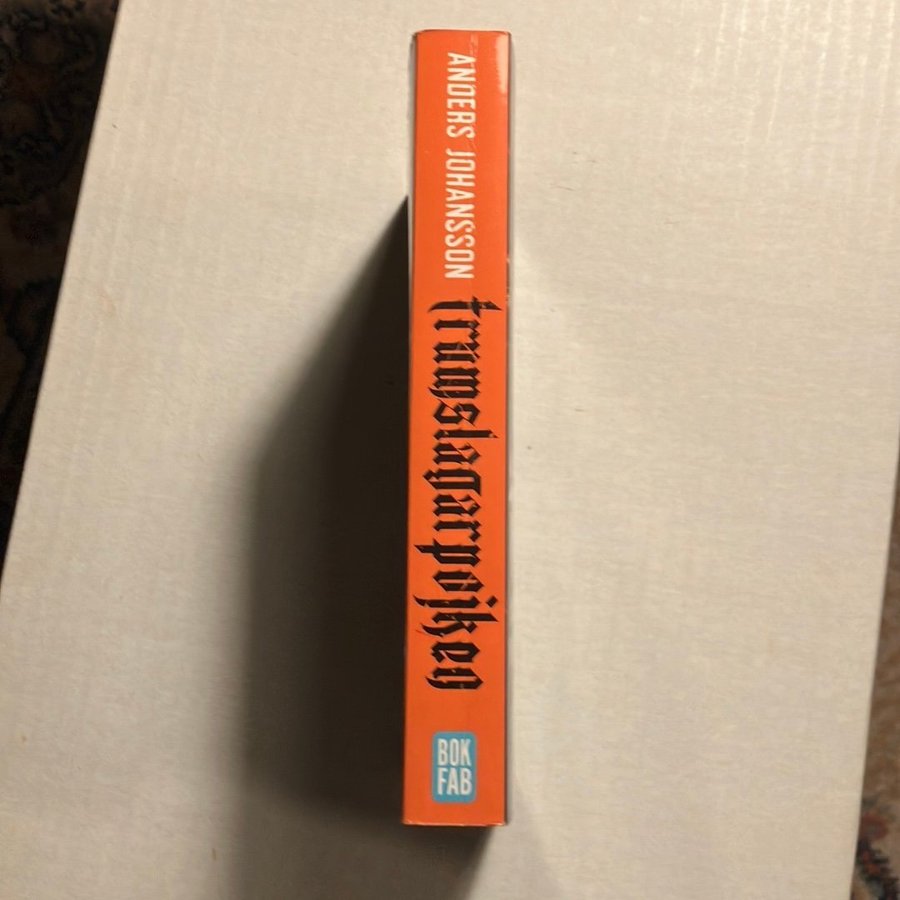 ANDERS JOHANSSON
trumslagarpojken
BOK
FAB